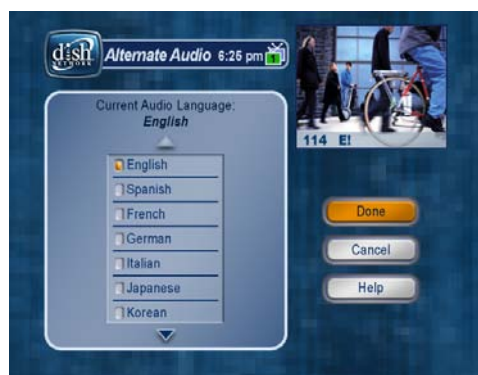 dish
NETWORK
Alternate Audio 6:25 pm 1
114 E!
Current Audio Language:
English
English
Spanish
French
German
Italian
Japanese
Korean
Done
Cancel
Help